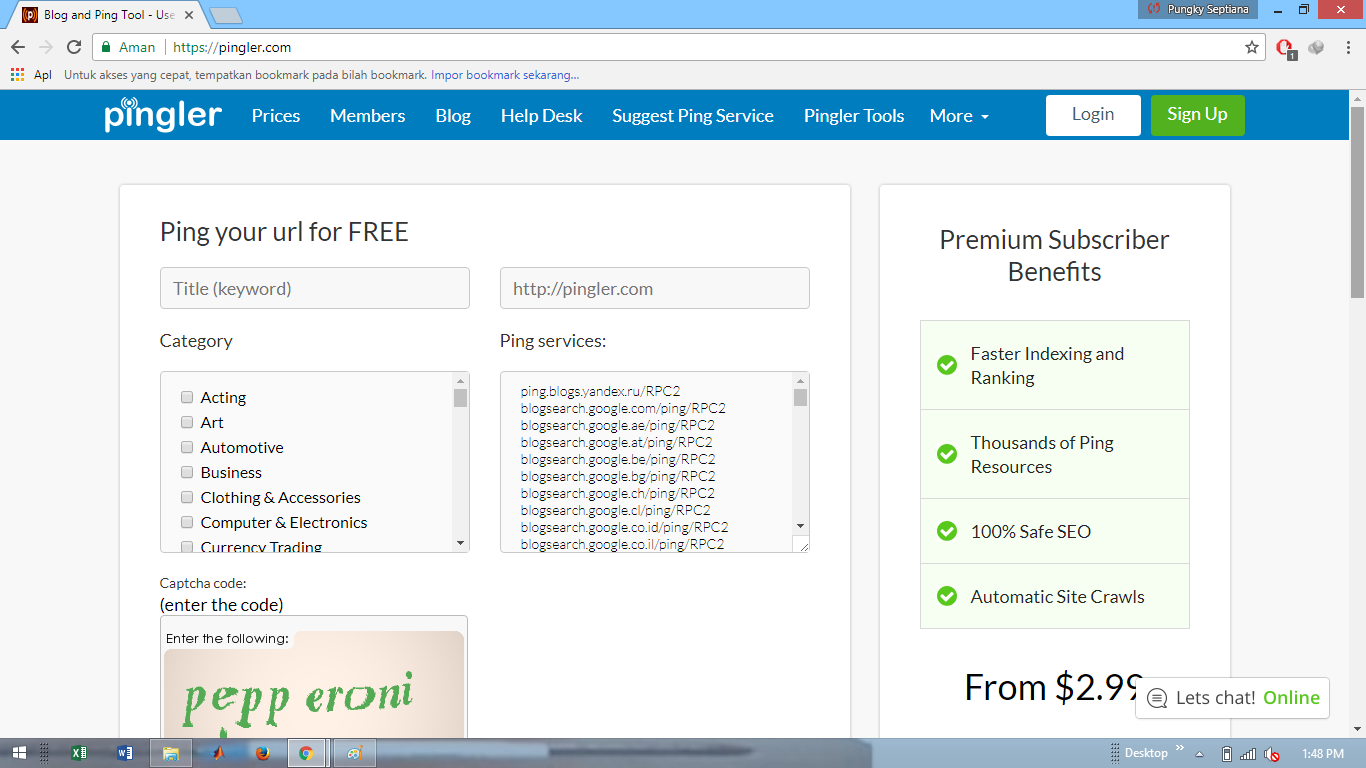 Blog and Ping Tool - Use
Pungky Septiana
Aman
https://pingler.com
1
Apl
Untuk akses yang cepat, tempatkan bookmark pada bilah bookmark. Impor bookmark sekarang...
pingler
Prices
Members
Blog
Help Desk
Suggest Ping Service
Pingler Tools
More
Login
Sign Up
Ping your url for FREE
Title (keyword)
http://pingler.com
Category
Acting
Art
Automotive
Business
Clothing & Accessories
Computer & Electronics
Currency Trading
Ping services:
ping.blogs.yandex.ru/RPC2
blogsearch.google.com/ping/RPC2
blogsearch.google.ae/ping/RPC2
blogsearch.google.at/ping/RPC2
blogsearch.google.be/ping/RPC2
blogsearch.google.bg/ping/RPC2
blogsearch.google.ch/ping/RPC2
blogsearch.google.cl/ping/RPC2
blogsearch.google.co.id/ping/RPC2
blogsearch.google.co.il/ping/RPC2
Captcha code:
(enter the code)
Enter the following:
pepp eroni
Premium Subscriber
Benefits
Faster Indexing and
Ranking
Thousands of Ping
Resources
100% Safe SEO
Automatic Site Crawls
From $2.99
Lets chat! Online
Desktop
1:48 PM